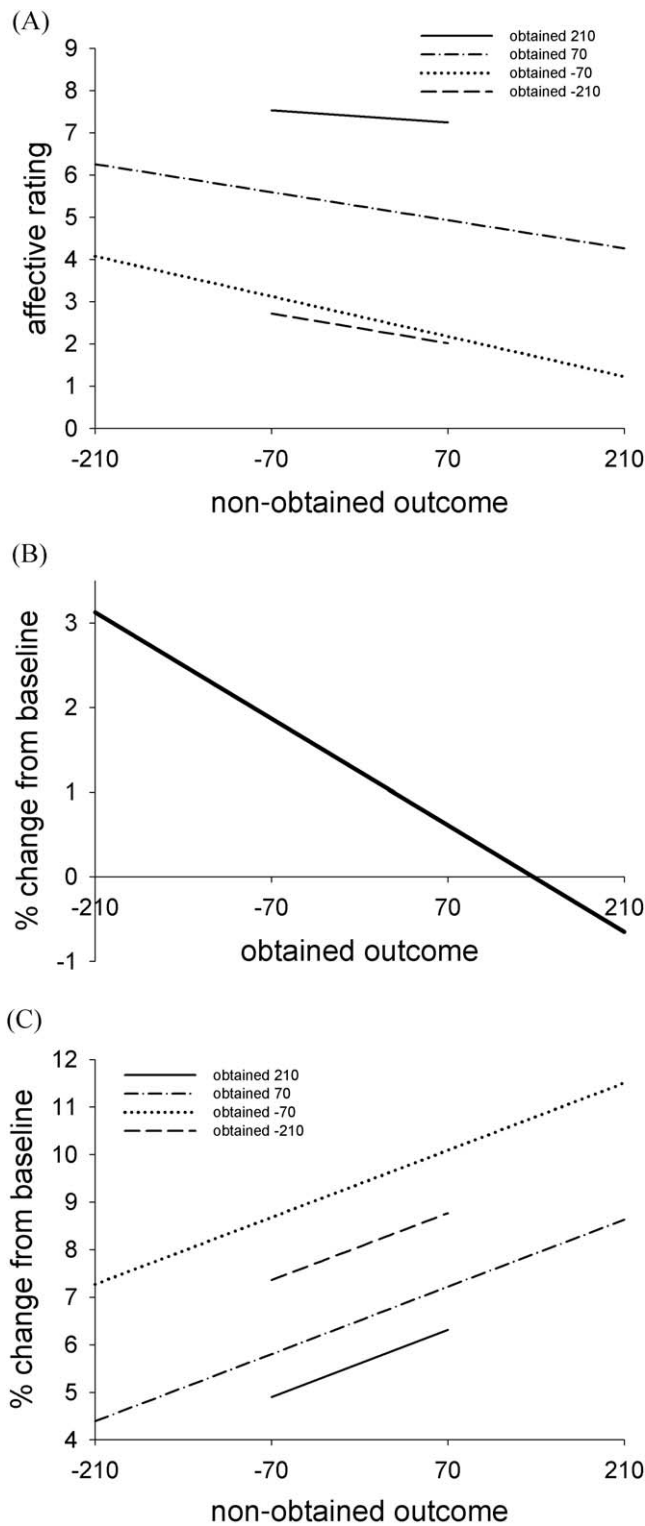 (A)
9
8
7
6
5
4
3
2
1
0
affective rating
obtained 210
obtained 70
obtained -70
obtained -210
-210
-70
70
210
non-obtained outcome
(B)
3
2
1
0
-1
% change from baseline
-210
-70
70
210
obtained outcome
(C)
12
11
10
9
8
7
6
5
4
% change from baseline
obtained 210
obtained 70
obtained -70
obtained -210
-210
-70
70
210
non-obtained outcome